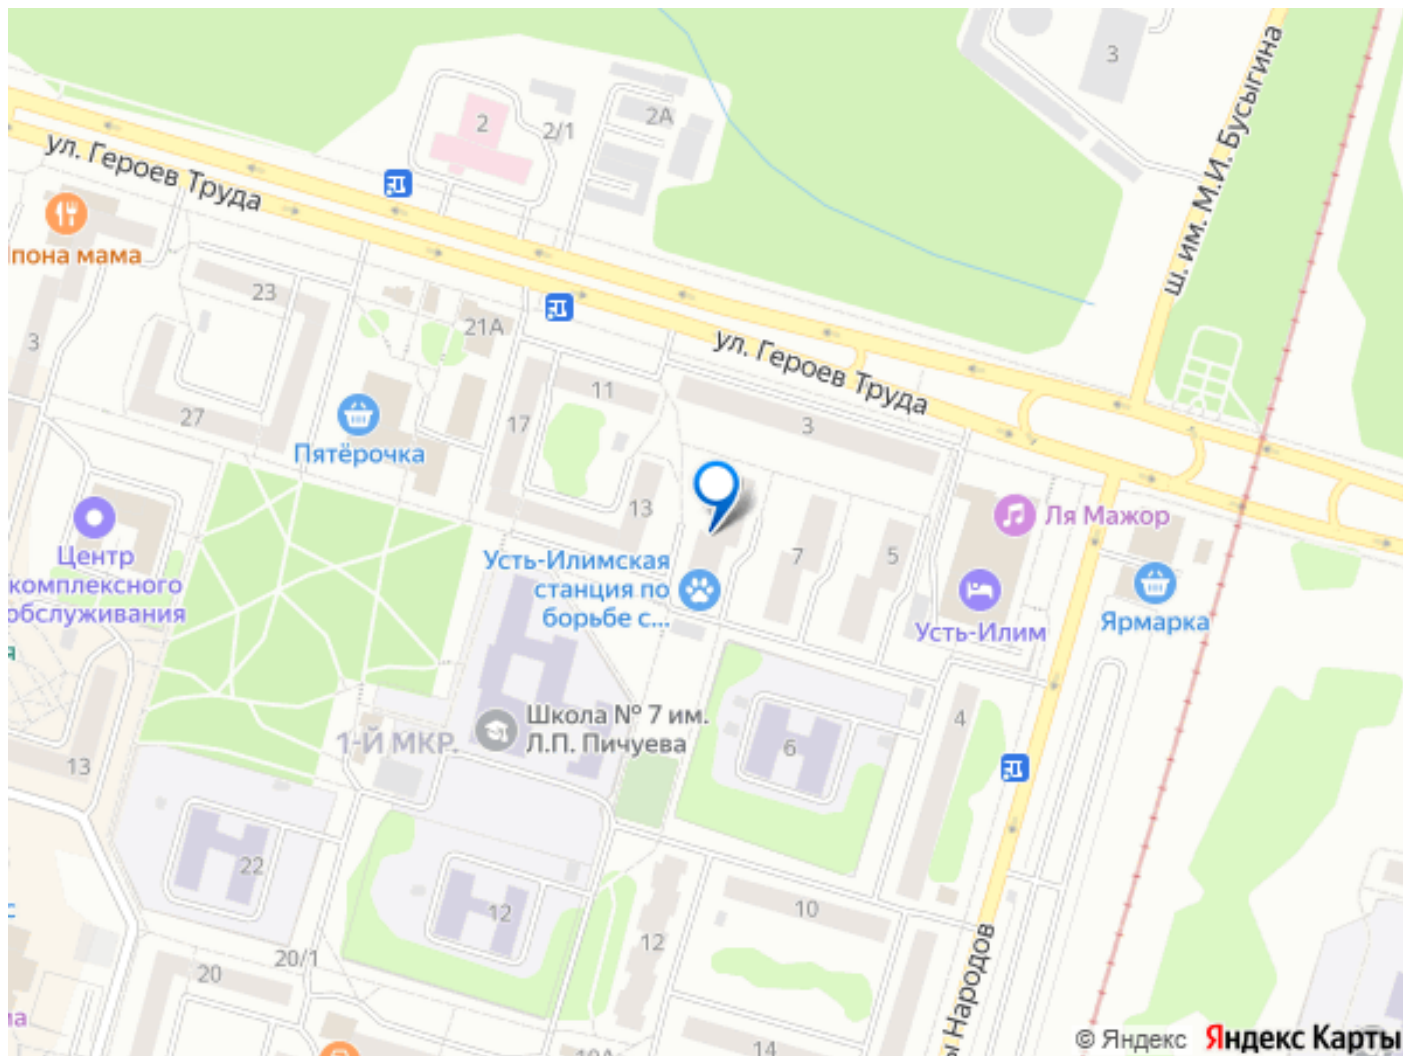 3
ш. им. М.И. Бусыгина
2
2/1
2А
ул. Героев Труда
пона мама
23
21А
3
27
Пятёрочка
17
11
13
ул. Героев Труда
3
Ля Мажор
7
5
Усть-Илимская
станция по
борьбе с...
Усть-Илим
Ярмарка
Центр
комплексного
обслуживания
я
Школа № 7 им.
Л.П. Пичуева
1-Й МКР.
4
6
13
22
12
10
12
20/1
20
Народов
14
© Яндекс
Яндекс Карты